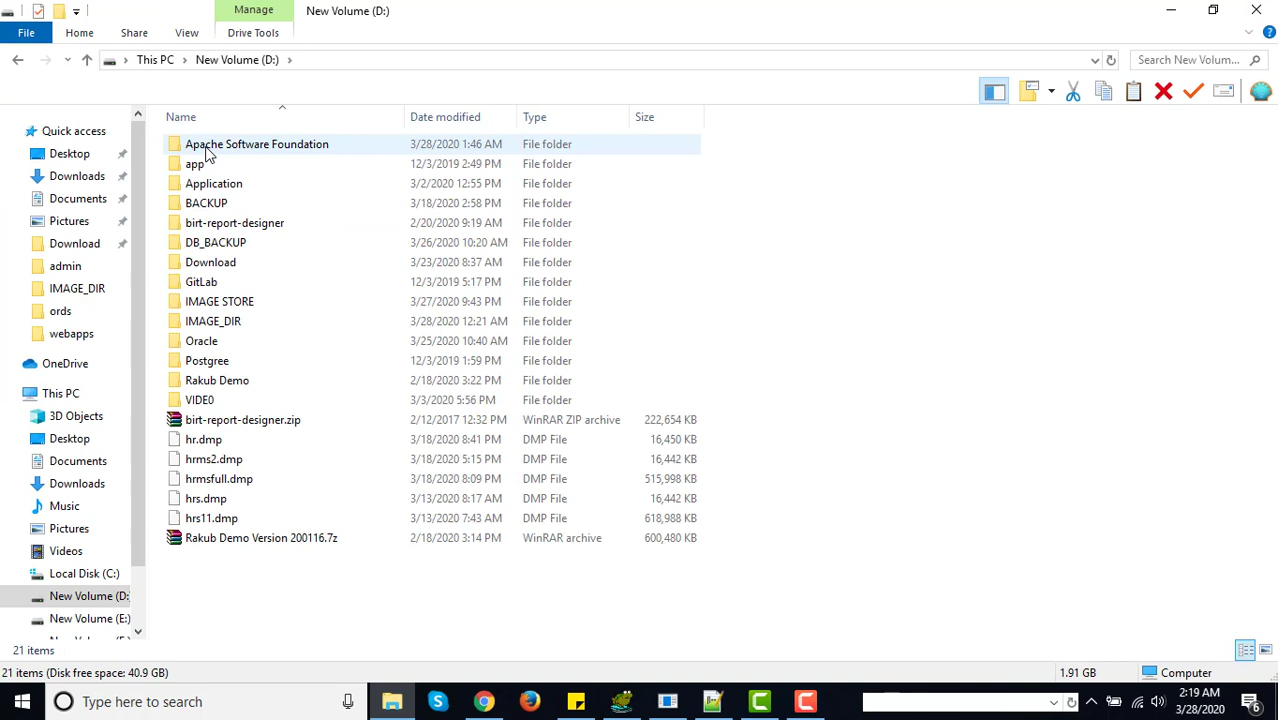 Manage
New Volume (D:)
File
Home
Share
View
Drive Tools
This PC
New Volume (D:)
Search New Volum...
Name
Date modified
Type
Size
Quick access
Desktop
Downloads
Documents
Pictures
Download
admin
IMAGE_DIR
ords
webapps
OneDrive
This PC
3D Objects
Desktop
Documents
Downloads
Music
Pictures
Videos
Local Disk (C:)
New Volume (D:
New Volume (E:)
Apache Software Foundation 3/28/2020 1:46 AM File folder
app 12/3/2019 2:49 PM File folder
Application 3/2/2020 12:55 PM File folder
BACKUP 3/18/2020 2:58 PM File folder
birt-report-designer 2/20/2020 9:19 AM File folder
DB_BACKUP 3/26/2020 10:20 AM File folder
Download 3/23/2020 8:37 AM File folder
GitLab 12/3/2019 5:17 PM File folder
IMAGE STORE 3/27/2020 9:43 PM File folder
IMAGE_DIR 3/28/2020 12:21 AM File folder
Oracle 3/25/2020 10:40 AM File folder
Postgree 12/3/2019 1:59 PM File folder
Rakub Demo 2/18/2020 3:22 PM File folder
VIDE0 3/3/2020 5:56 PM File folder
birt-report-designer.zip 2/12/2017 12:32 PM WinRAR ZIP archive 222,654 KB
hr.dmp 3/18/2020 8:41 PM DMP File 16,450 KB
hrms2.dmp 3/18/2020 5:15 PM DMP File 16,442 KB
hrmsfull.dmp 3/18/2020 8:09 PM DMP File 515,998 KB
hrs.dmp 3/13/2020 8:17 AM DMP File 16,442 KB
hrs11.dmp 3/13/2020 7:43 AM DMP File 618,988 KB
Rakub Demo Version 200116.7z 2/18/2020 3:14 PM WinRAR archive 600,480 KB
21 items
21 items (Disk free space: 40.9 GB)
1.91 GB
Computer
Type here to search
2:19 AM
3/28/2020
6